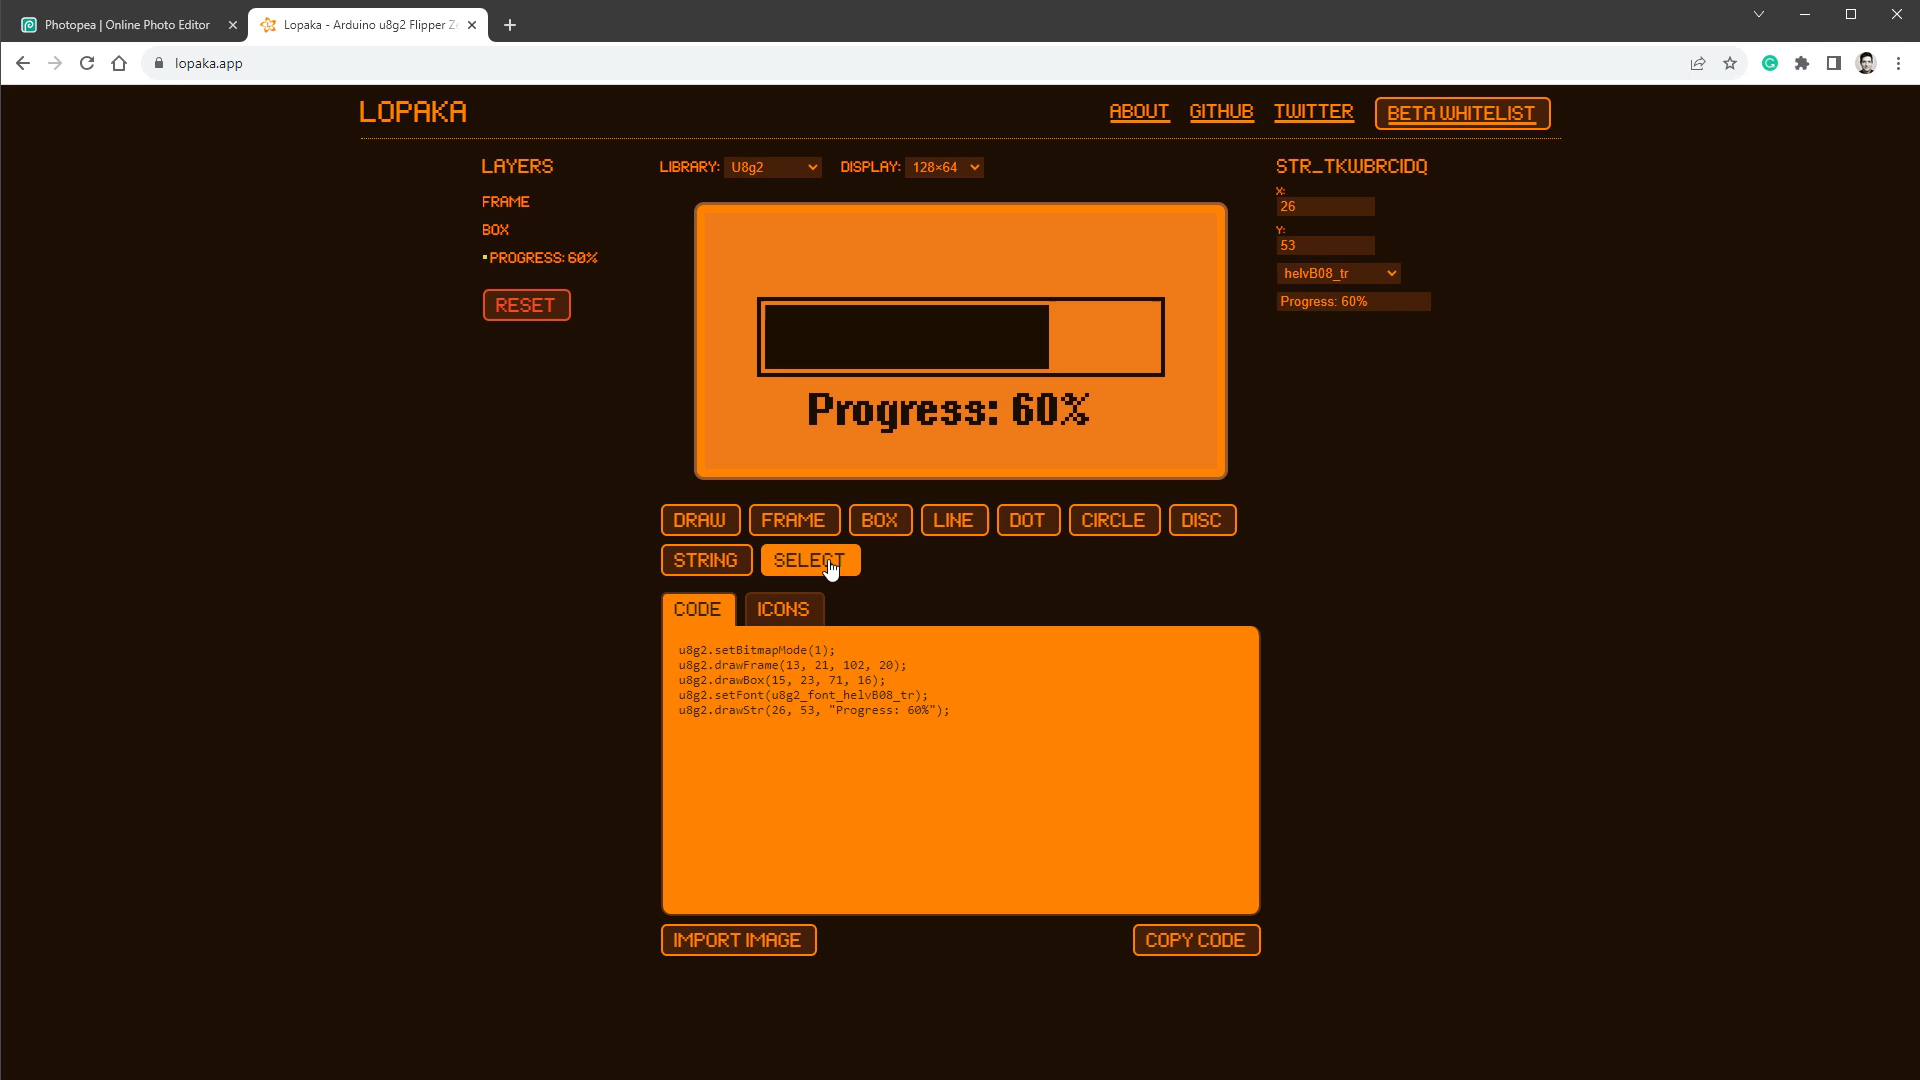 Photopea | Online Photo Editor
Lopaka - Arduino u8g2 Flipper Ze
lopaka.app
LOPAKA
ABOUT GITHUB TWITTER BETA WHITELIST
LAYERS
FRAME
BOX
PROGRESS: 60%
RESET
LIBRARY: U8g2 DISPLAY: 128×64
Progress: 60%
STR_TKWBRCIDQ
X:
26
Y:
53
helvB08_tr
Progress: 60%
DRAW FRAME BOX LINE DOT CIRCLE DISC
STRING SELECT
CODE ICONS
u8g2.setBitmapMode(1);
u8g2.drawFrame(13, 21, 102, 20);
u8g2.drawBox(15, 23, 71, 16);
u8g2.setFont(u8g2_font_helvB08_tr);
u8g2.drawStr(26, 53, "Progress: 60%");
IMPORT IMAGE COPY CODE